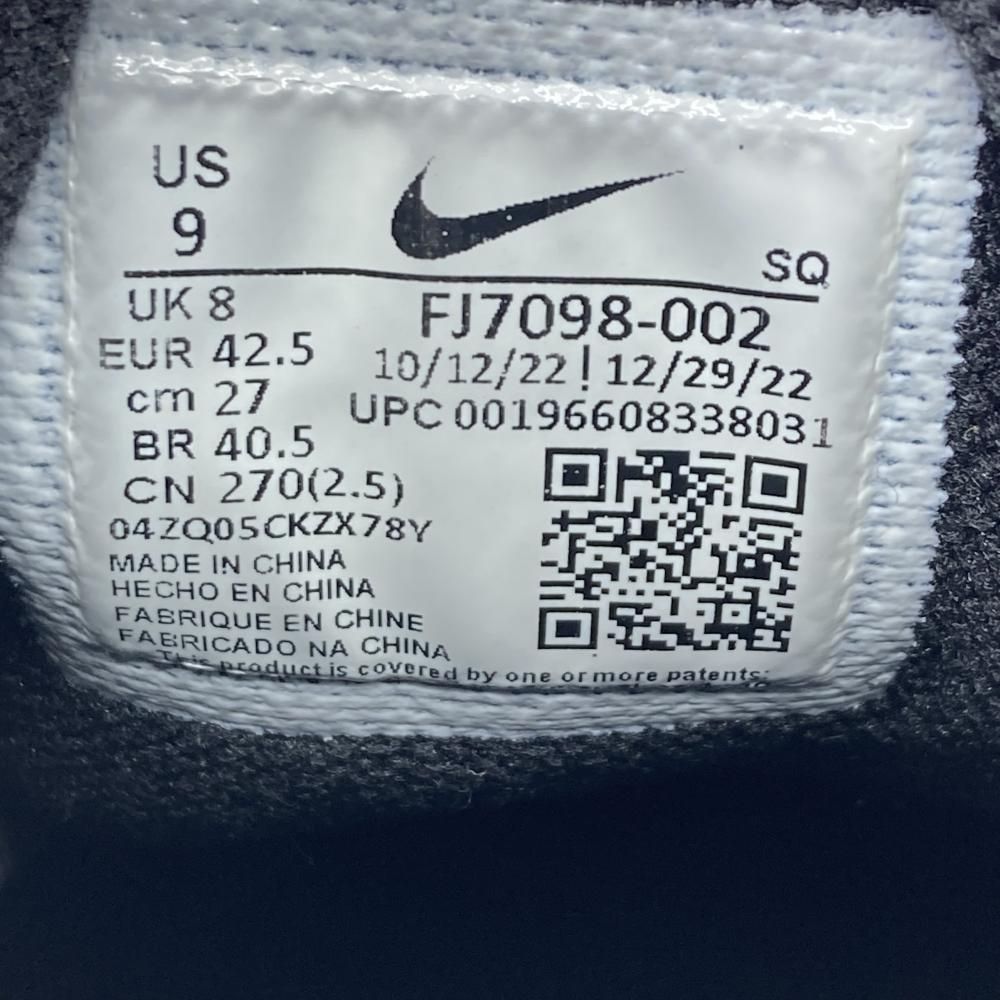 US
9
SQ
UK 8
EUR 42.5
cm 27
BR 40.5
CN 270(2.5)
FJ7098-002
10/12/22 ! 12/29/22
UPC 00196608338031
04ZQ05CKZX78Y
MADE IN CHINA
HECHO EN CHINA
FABRIQUE EN CHINE
FABRICADO NA CHINA
This product is covered by one or more patents: